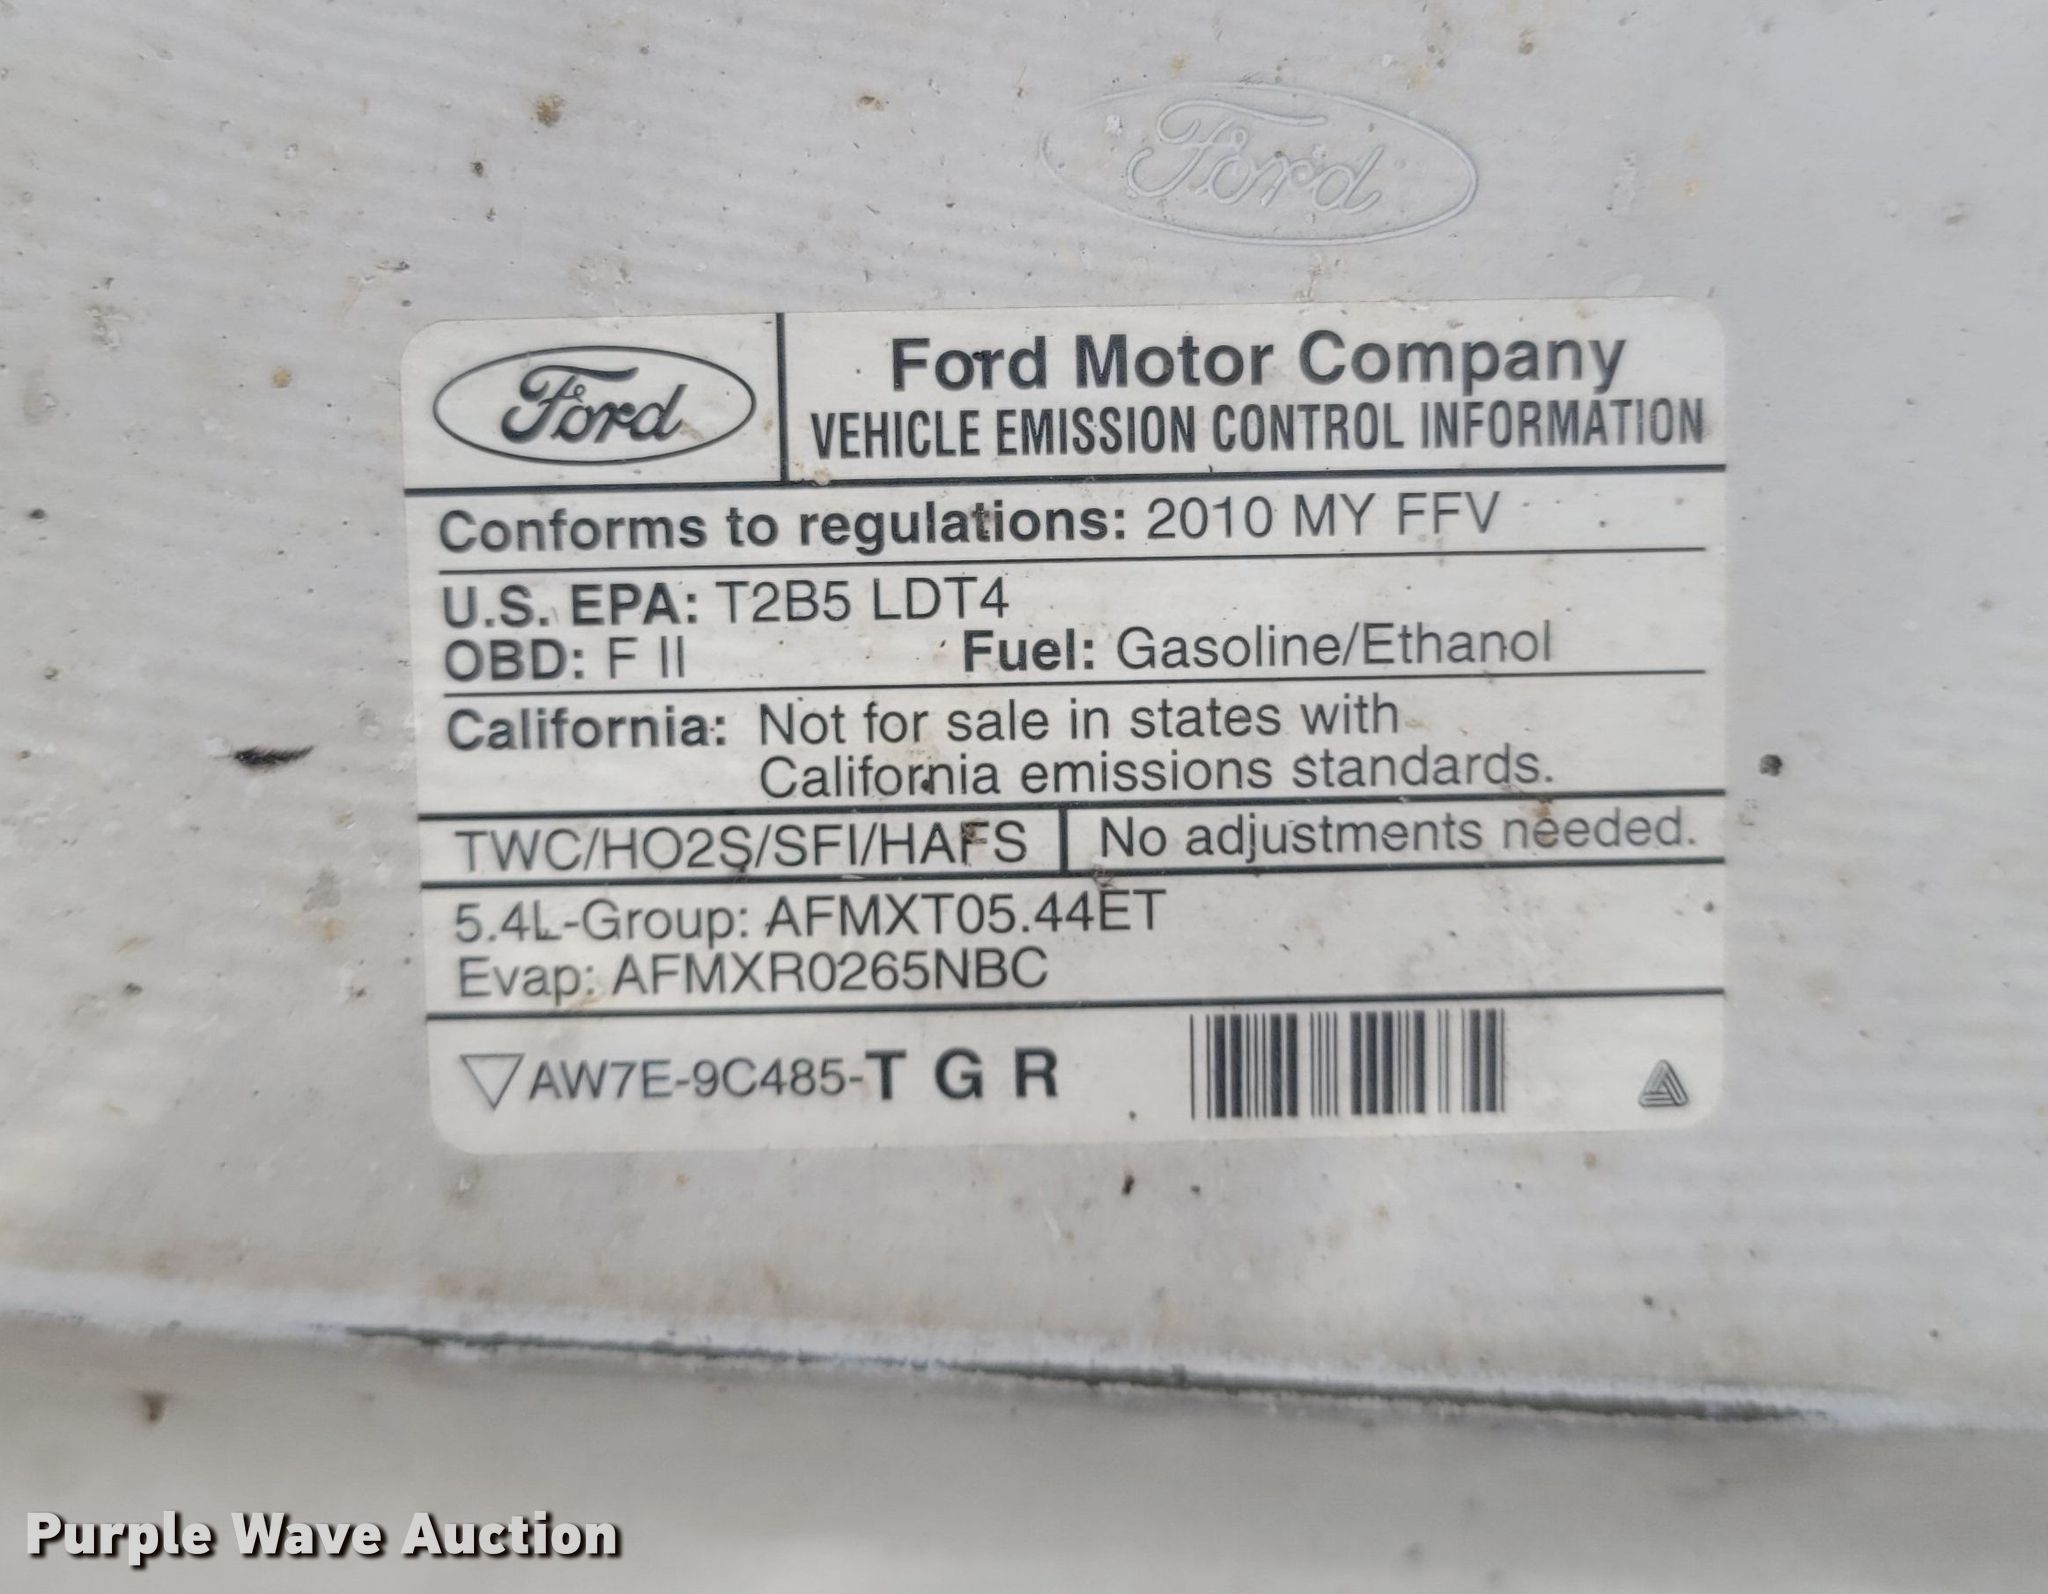 Ford
Ford
Ford Motor Company
VEHICLE EMISSION CONTROL INFORMATION
Conforms to regulations: 2010 MY FFV
U.S. EPA: T2B5 LDT4
OBD: F II Fuel: Gasoline/Ethanol
California: Not for sale in states with
California emissions standards.
TWC/HO2S/SFI/HAFS No adjustments needed.
5.4L-Group: AFMXT05.44ET
Evap: AFMXR0265NBC
AW7E-9C485-T G R
Purple Wave Auction